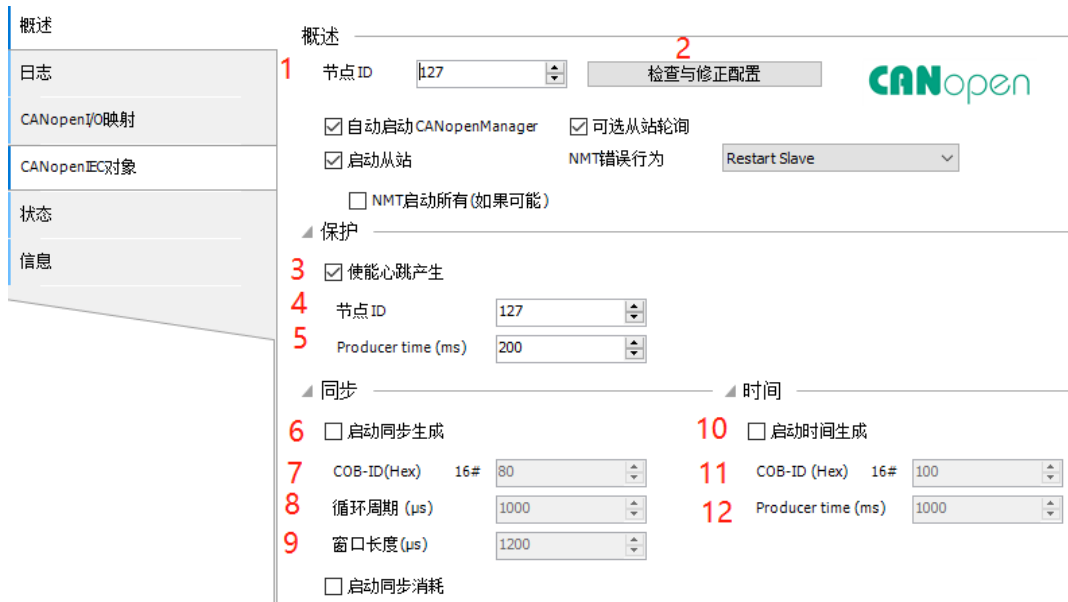 概述
日志
CANopenI/O映射
CANopenIEC对象
状态
信息
概述
1 节点ID 127 2 检查与修正配置
CANopen
自动启动CANopenManager 可选从站轮询
启动从站 NMT错误行为 Restart Slave
NMT启动所有(如果可能)
保护
3 使能心跳产生
4 节点ID 127
5 Producer time (ms) 200
同步 时间
6 启动同步生成 10 启动时间生成
7 COB-ID(Hex) 16# 80 11 COB-ID (Hex) 16# 100
8 循环周期 (μs) 1000 12 Producer time (ms) 1000
9 窗口长度(μs) 1200
启动同步消耗